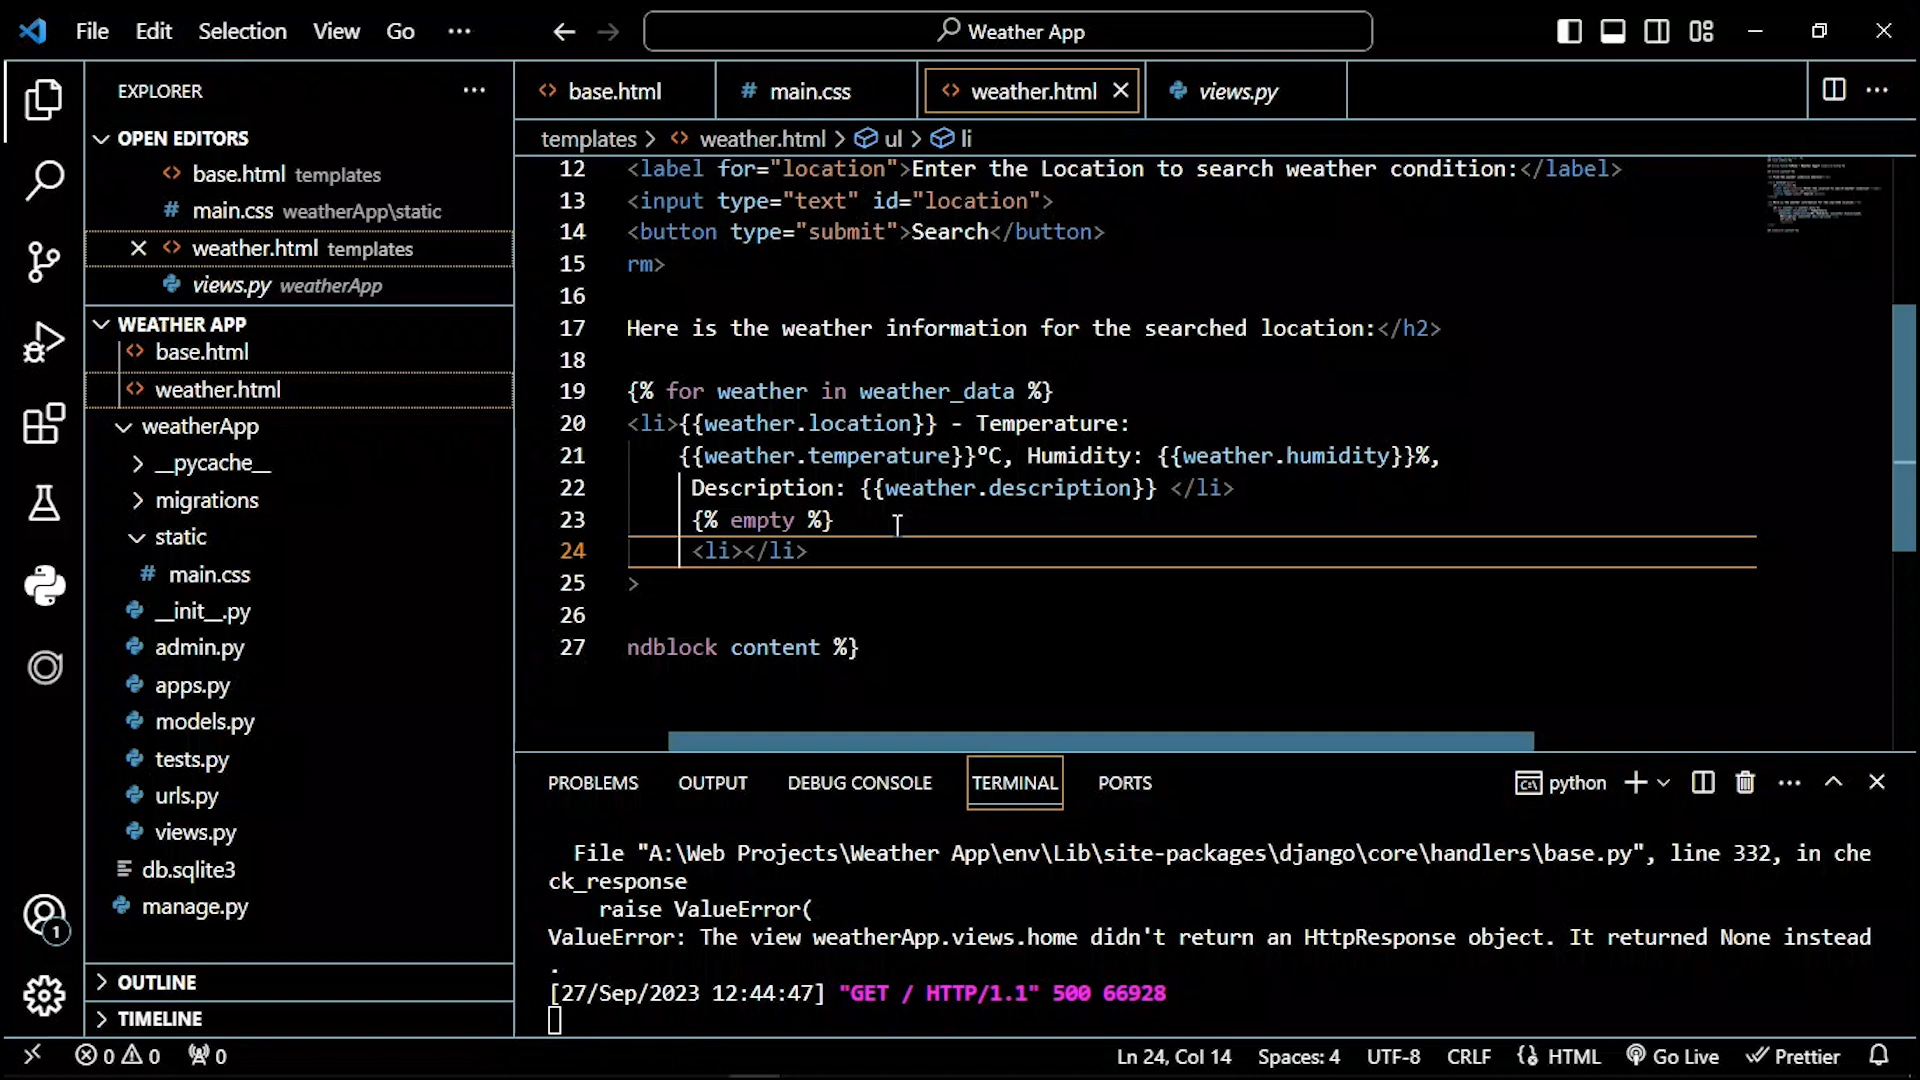 File Edit Selection View Go ··· Weather App
EXPLORER ···
OPEN EDITORS
base.html templates
main.css weatherApp\static
weather.html templates
views.py weatherApp
WEATHER APP
base.html
weather.html
weatherApp
__pycache__
migrations
static
# main.css
__init__.py
admin.py
apps.py
models.py
tests.py
urls.py
views.py
db.sqlite3
manage.py
OUTLINE
TIMELINE
1
base.html # main.css weather.html views.py
templates > weather.html > ul > li
12 <label for="location">Enter the Location to search weather condition:</label>
13 <input type="text" id="location">
14 <button type="submit">Search</button>
15 rm>
16
17 Here is the weather information for the searched location:</h2>
18
19 {% for weather in weather_data %}
20 <li>{{weather.location}} - Temperature:
21 {{weather.temperature}}°C, Humidity: {{weather.humidity}}%,
22 Description: {{weather.description}} </li>
23 {% empty %}
24 <li></li>
25 >
26
27 ndblock content %}
PROBLEMS OUTPUT DEBUG CONSOLE TERMINAL PORTS python
File "A:\Web Projects\Weather App\env\Lib\site-packages\django\core\handlers\base.py", line 332, in che
ck_response
raise ValueError(
ValueError: The view weatherApp.views.home didn't return an HttpResponse object. It returned None instead
.
[27/Sep/2023 12:44:47] "GET / HTTP/1.1" 500 66928
0 0 0 Ln 24, Col 14 Spaces: 4 UTF-8 CRLF HTML Go Live Prettier